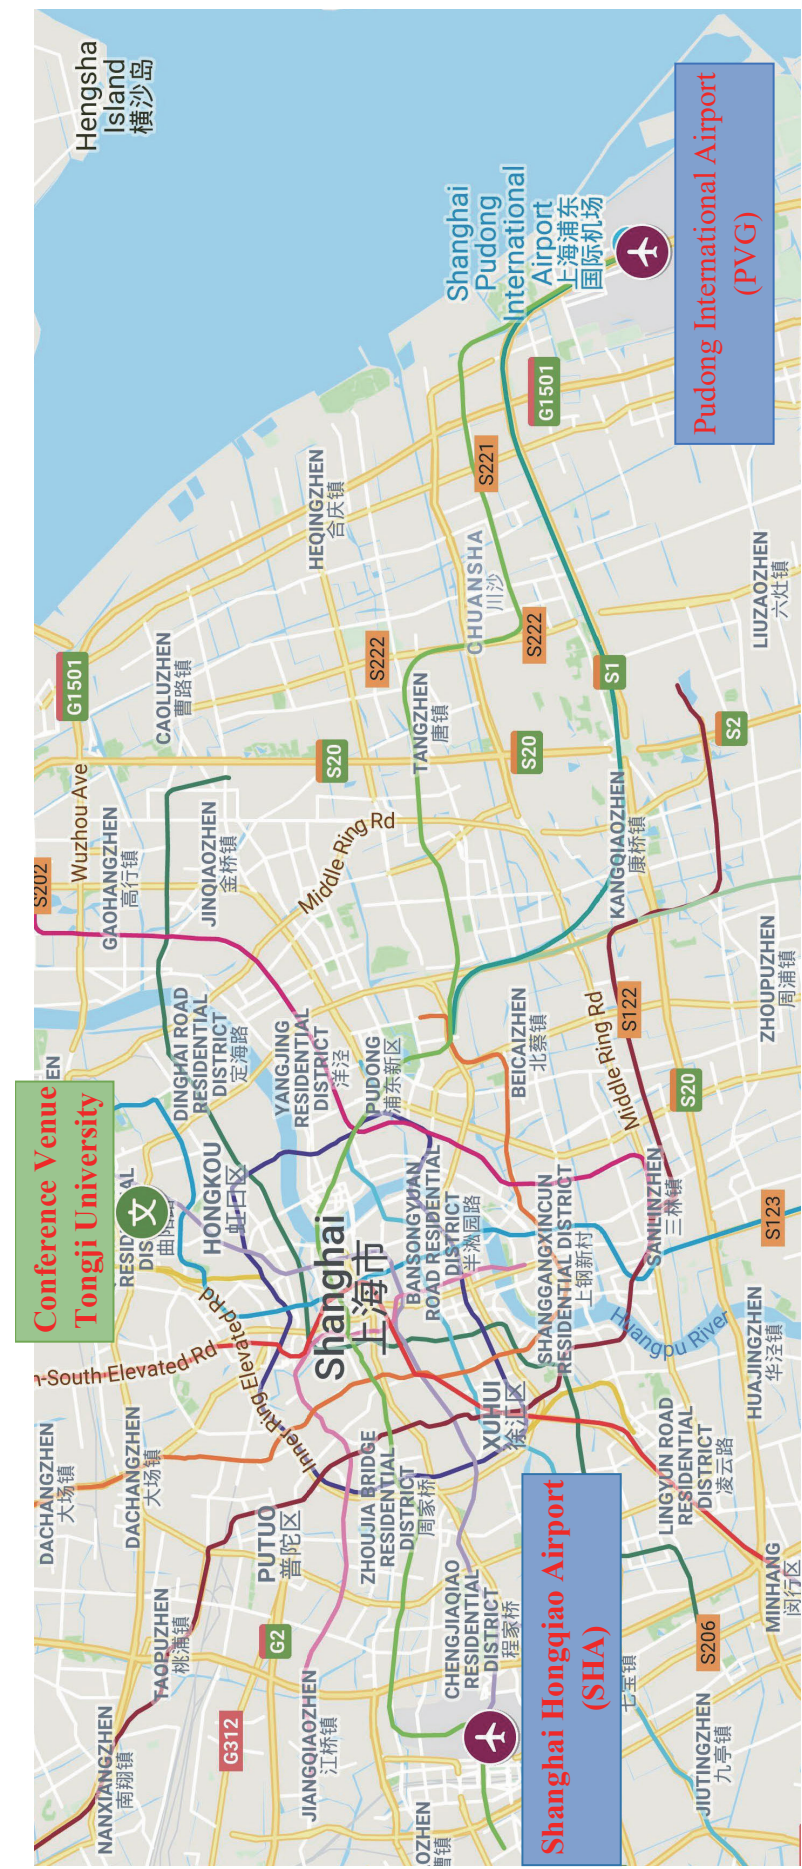 Hengsha
Island
横沙岛
Shanghai
Pudong
International
Airport
上海浦东
国际机场
Pudong International Airport
(PVG)
G1501
S221
HEQINGZHEN
合庆镇
CHUANSHA
川沙
S222
S222
LIUZAOZHEN
六灶镇
G1501
CAOLUZHEN
曹路镇
TANGZHEN
唐镇
S1
S2
S20
S20
Wuzhou Ave
S202
GAOHANGZHEN
高行镇
JINQIAOZHEN
金桥镇
Middle Ring Rd
KANGQIAOZHEN
康桥镇
ZHOUPUZHEN
周浦镇
S122
Middle Ring Rd
BEICAIZHEN
北蔡镇
S20
DINGHAI ROAD
RESIDENTIAL
DISTRICT
定海路
YANGJING
RESIDENTIAL
DISTRICT
洋泾
PUDONG
浦东新区
Conference Venue
Tongji University
文
HONGKOU
虹口区
Shanghai
上海市
BANSONGYUAN
ROAD RESIDENTIAL
DISTRICT
半淞园路
SHANGGANGXINCUN
RESIDENTIAL DISTRICT
上钢新村
SANLINZHEN
三林镇
S123
Huangpu River
HUAJINGZHEN
华泾镇
n-South Elevated Rd
Inner-Ring Elevated Rd
XUHUI
徐汇区
LINGYUN ROAD
RESIDENTIAL
DISTRICT
凌云路
DACHANGZHEN
大场镇
DACHANGZHEN
大场镇
PUTUO
普陀区
ZHOUJIA BRIDGE
RESIDENTIAL
DISTRICT
周家桥
CHENGJIAQIAO
RESIDENTIAL
DISTRICT
程家桥
Shanghai Hongqiao Airport
(SHA)
MINHANG
闵行区
S206
七宝镇
JIUTINGZHEN
九亭镇
TAOPUZHEN
桃浦镇
G2
G312
NANXIANGZHEN
南翔镇
JIANGQIAOZHEN
江桥镇